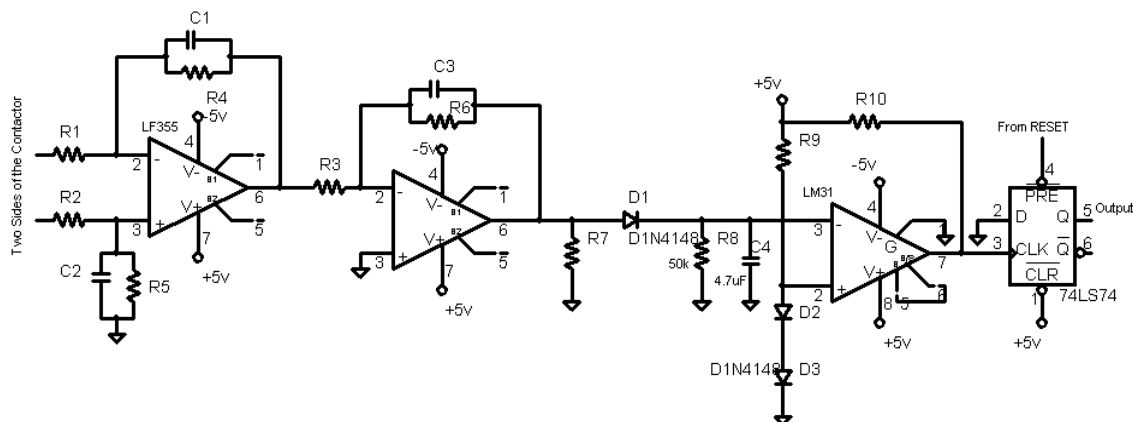 Two Sides of the Contactor
C1
R4
-5v
LF355
R1
4
V-
B1
1
2
-
6
R2
3
+
V+
B2
5
7
+5v
C2
R5
R3
C3
R6
-5v
4
V-
B1
1
2
-
6
3
+
V+
B2
5
7
+5v
R7
D1
D1N4148
R8
50k
C4
4.7uF
+5v
R9
R10
-5v
LM31
4
V-
G
1
3
-
7
2
+
V+
B
B/S
8
5
6
+5v
D2
D1N4148
D3
From RESET
4
PRE
2
D
Q
5
Output
3
CLK
Q
6
CLR
1
74LS74
+5v